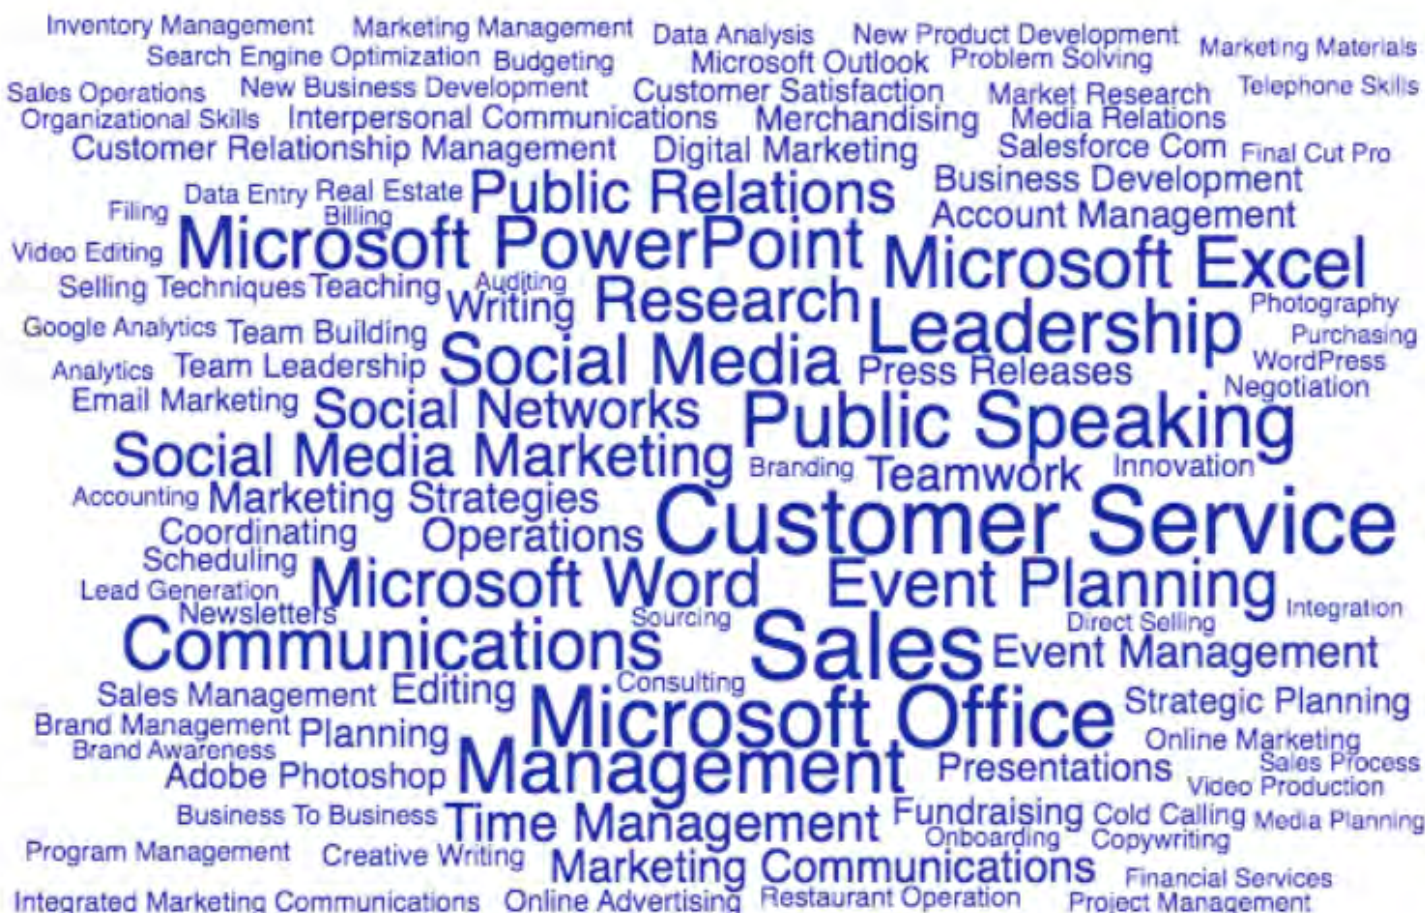 Inventory Management Marketing Management Data Analysis New Product Development Marketing Materials
Search Engine Optimization Budgeting Microsoft Outlook Problem Solving
Sales Operations New Business Development Customer Satisfaction Market Research Telephone Skills
Organizational Skills Interpersonal Communications Merchandising Media Relations
Customer Relationship Management Digital Marketing Salesforce Com Final Cut Pro
Data Entry Real Estate Public Relations Business Development
Filing Billing Account Management
Video Editing Microsoft PowerPoint Microsoft Excel
Selling Techniques Teaching Auditing
Writing Research Photography
Google Analytics Team Building Leadership Purchasing
Analytics Team Leadership Social Media Press Releases WordPress
Email Marketing Social Networks Public Speaking Negotiation
Social Media Marketing Branding Teamwork Innovation
Accounting Marketing Strategies
Coordinating Operations Customer Service
Scheduling
Lead Generation Microsoft Word Event Planning Integration
Newsletters Sourcing Direct Selling
Communications Sales Event Management
Sales Management Editing Consulting Strategic Planning
Brand Management Planning Microsoft Office Online Marketing
Brand Awareness Sales Process
Adobe Photoshop Management Presentations Video Production
Business To Business Time Management Fundraising Cold Calling Media Planning
Onboarding Copywriting
Program Management Creative Writing Marketing Communications Financial Services
Integrated Marketing Communications Online Advertising Restaurant Operation Project Management